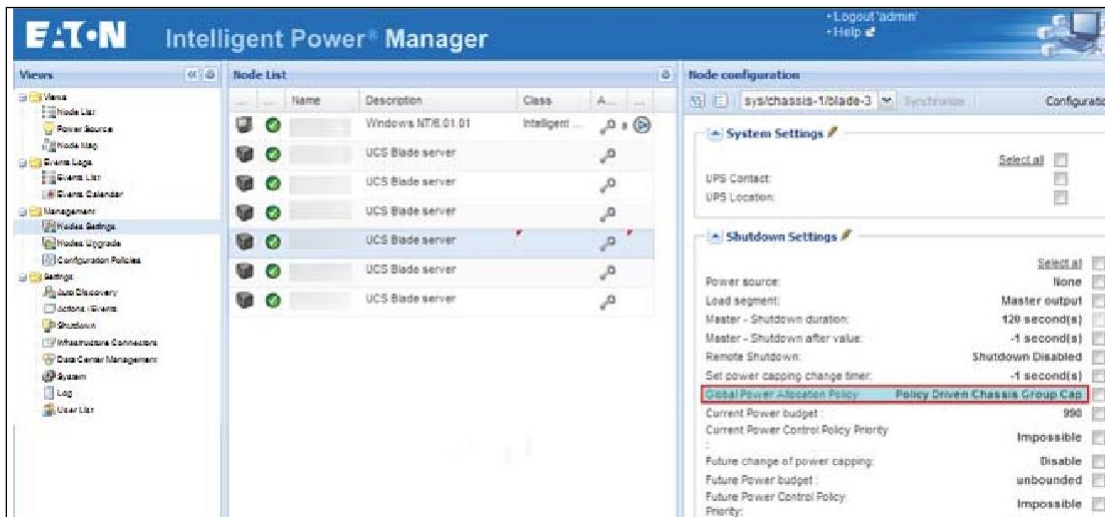 EATON Intelligent Power® Manager
Logout 'admin'
Help
Views
Views
Node List
Power Source
Node Map
Events Logs
Events List
Events Calendar
Management
Nodes Settings
Nodes Upgrade
Configuration Policies
Settings
Auto Discovery
Actions / Events
Shutdown
Infrastructure Connectors
Data Center Management
System
Log
User List
Node List
... ... Name Description Class A... ...
Windows NT/6.01.01 Intelligent ...
UCS Blade server
UCS Blade server
UCS Blade server
UCS Blade server
UCS Blade server
UCS Blade server
Node configuration
sys/chassis-1/blade-3 Synchronize Configuratio
System Settings
Select all
UPS Contact:
UPS Location:
Shutdown Settings
Select all
Power source: None
Load segment: Master output
Master - Shutdown duration: 120 second(s)
Master - Shutdown after value: -1 second(s)
Remote Shutdown: Shutdown Disabled
Set power capping change timer: -1 second(s)
Global Power Allocation Policy Policy Driven Chassis Group Cap
Current Power budget : 990
Current Power Control Policy Priority
: Impossible
Future change of power capping: Disable
Future Power budget : unbounded
Future Power Control Policy
Priority: Impossible